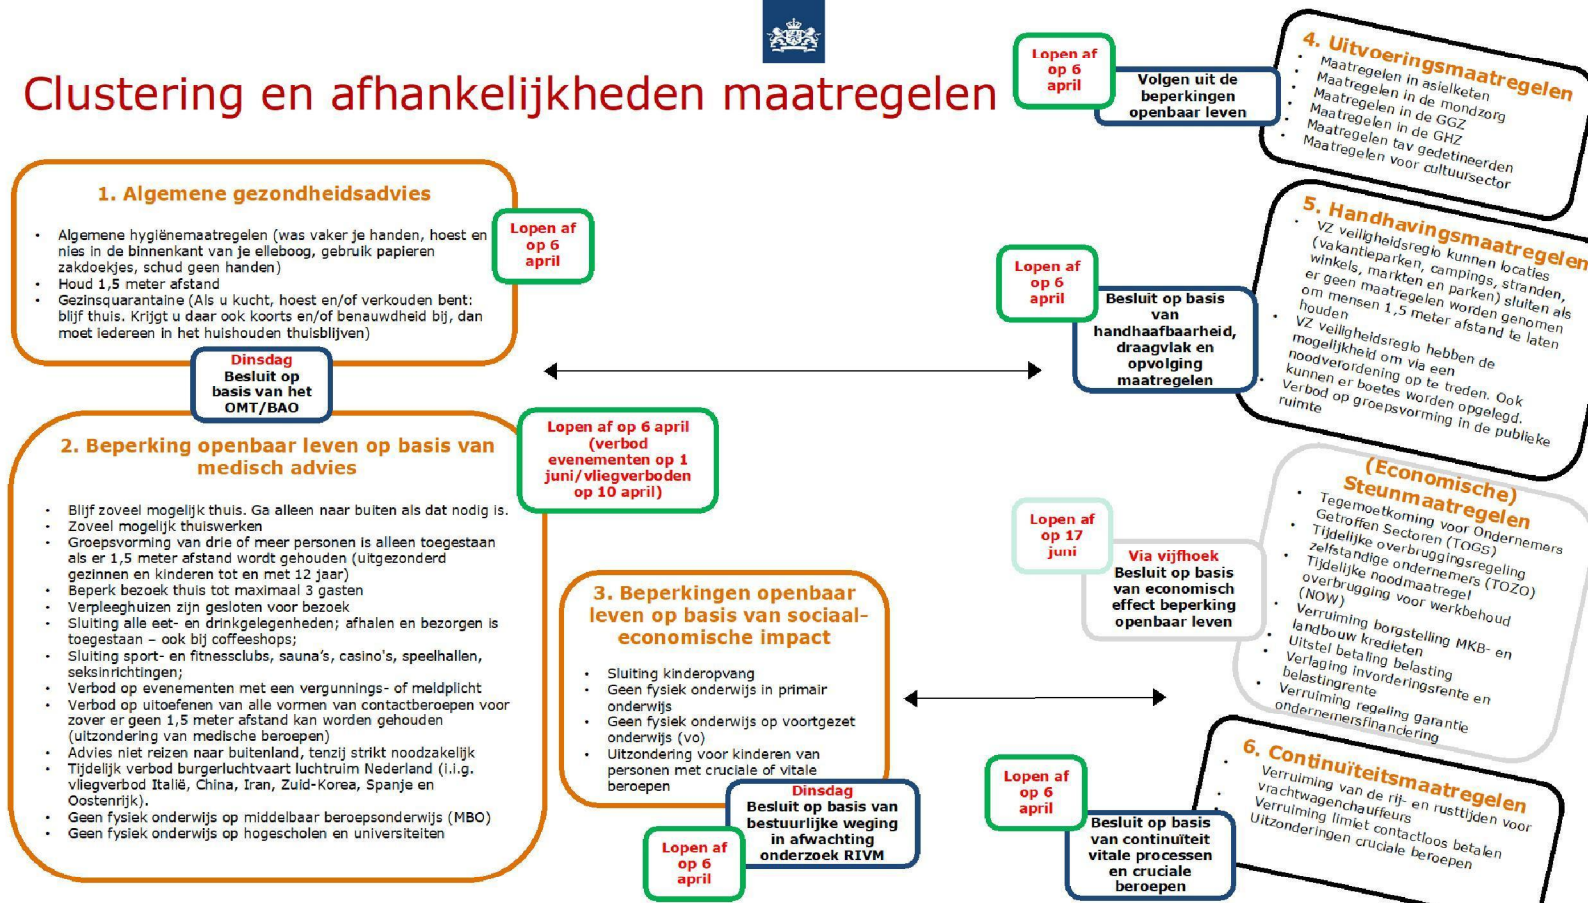 Clustering en afhankelijkheden maatregelen
1. Algemene gezondheidsadvies
• Algemene hygiënemaatregelen (was vaker je handen, hoest en
nies in de binnenkant van je elleboog, gebruik papieren
zakdoekjes, schud geen handen)
• Houd 1,5 meter afstand
• Gezinsquarantaine (Als u kucht, hoest en/of verkouden bent:
blijf thuis. Krijgt u daar ook koorts en/of benauwdheid bij, dan
moet iedereen in het huishouden thuisblijven)
Lopen af
op 6
april
Dinsdag
Besluit op
basis van het
OMT/BAO
2. Beperking openbaar leven op basis van
medisch advies
• Blijf zoveel mogelijk thuis. Ga alleen naar buiten als dat nodig is.
• Zoveel mogelijk thuiswerken
• Groepsvorming van drie of meer personen is alleen toegestaan
als er 1,5 meter afstand wordt gehouden (uitgezonderd
gezinnen en kinderen tot en met 12 jaar)
• Beperk bezoek thuis tot maximaal 3 gasten
• Verpleeghuizen zijn gesloten voor bezoek
• Sluiting alle eet- en drinkgelegenheden; afhalen en bezorgen is
toegestaan – ook bij coffeeshops;
• Sluiting sport- en fitnessclubs, sauna's, casino's, speelhallen,
seksinrichtingen;
• Verbod op evenementen met een vergunnings- of meldplicht
• Verbod op uitoefenen van alle vormen van contactberoepen voor
zover er geen 1,5 meter afstand kan worden gehouden
(uitzondering van medische beroepen)
• Advies niet reizen naar buitenland, tenzij strikt noodzakelijk
• Tijdelijk verbod burgerluchtvaart luchtruim Nederland (i.i.g.
vliegverbod Italië, China, Iran, Zuid-Korea, Spanje en
Oostenrijk).
• Geen fysiek onderwijs op middelbaar beroepsonderwijs (MBO)
• Geen fysiek onderwijs op hogescholen en universiteiten
Lopen af op 6 april
(verbod
evenementen op 1
juni/vliegverboden
op 10 april)
3. Beperkingen openbaar
leven op basis van sociaal-
economische impact
• Sluiting kinderopvang
• Geen fysiek onderwijs in primair
onderwijs
• Geen fysiek onderwijs op voortgezet
onderwijs (vo)
• Uitzondering voor kinderen van
personen met cruciale of vitale
beroepen
Dinsdag
Besluit op basis van
bestuurlijke weging
in afwachting
onderzoek RIVM
Lopen af
op 6
april
Lopen af
op 6
april
Volgen uit de
beperkingen
openbaar leven
4. Uitvoeringsmaatregelen
• Maatregelen in asielketen
• Maatregelen in de mondzorg
• Maatregelen in de GGZ
• Maatregelen in de GHZ
• Maatregelen tav gedetineerden
• Maatregelen voor cultuursector
Lopen af
op 6
april
Besluit op basis
van
handhaafbaarheid,
draagvlak en
opvolging
maatregelen
5. Handhavingsmaatregelen
• VZ veiligheidsregio kunnen locaties
(vakantieparken, campings, stranden,
winkels, markten en parken) sluiten als
er geen maatregelen worden genomen
om mensen 1,5 meter afstand te laten
houden
• VZ veiligheidsregio hebben de
mogelijkheid om via een
noodverordening op te treden. Ook
kunnen er boetes worden opgelegd.
• Verbod op groepsvorming in de publieke
ruimte
Lopen af
op 17
juni
Via vijfhoek
Besluit op basis
van economisch
effect beperking
openbaar leven
(Economische)
Steunmaatregelen
• Tegemoetkoming voor Ondernemers
Getroffen Sectoren (TOGS)
• Tijdelijke overbruggingsregeling
zelfstandige ondernemers (TOZO)
• Tijdelijke noodmaatregel
overbrugging voor werkbehoud
(NOW)
• Verruiming borgstelling MKB- en
landbouw kredieten
• Uitstel betaling belasting
• Verlaging invorderingsrente en
belastingrente
• Verruiming regeling garantie
ondernemersfinanciering
Lopen af
op 6
april
Besluit op basis
van continuïteit
vitale processen
en cruciale
beroepen
6. Continuïteitsmaatregelen
• Verruiming van de rij- en rusttijden voor
vrachtwagenchauffeurs
• Verruiming limiet contactloos betalen
• Uitzonderingen cruciale beroepen